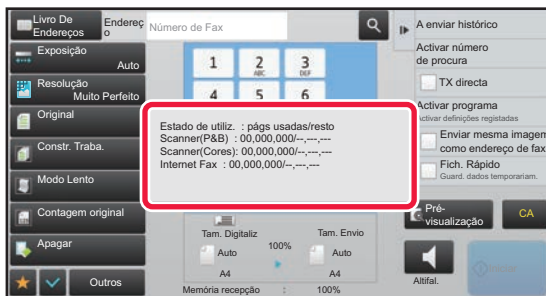 Livro De
Endereços
Endereç
o
Número de Fax
A enviar histórico
Exposição
Auto
1
2
ABC
3
DEF
Activar número
de procura
Resolução
Muito Perfeito
4
5
6
TX directa
Original
Estado de utiliz. : págs usadas/resto
Scanner(P&B) : 00,000,000/--,---,---
Scanner(Cores): 00,000,000/--,---,---
Internet Fax : 00,000,000/--,---,---
Activar programa
Activar definições registadas
Enviar mesma imagem
como endereço de fax
Constr. Traba.
Fich. Rápido
Guard. dados temporariam.
Modo Lento
Contagem original
Pré-
visualização
CA
Tam. Digitaliz
Tam. Envio
100%
Apagar
Auto
Auto
A4
A4
Altifal.
Outros
Memória recepção : 100%